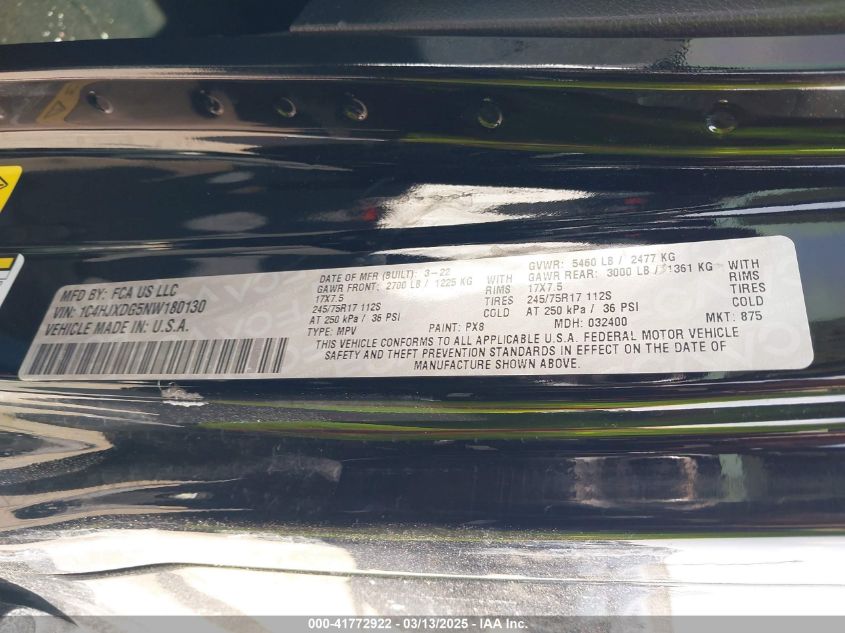 MFD BY: FCA US LLC
VIN: 1C4HJXDG5NW180130
VEHICLE MADE IN U.S.A.
DATE OF MFR (BUILT): 3-22
GAWR FRONT: 2700 LB / 1225 KG WITH
17X7.5 RIMS
245/75R17 112S TIRES
AT 250 kPa / 36 PSI COLD
GVWR: 5460 LB / 2477 KG
GAWR REAR: 3000 LB / 1361 KG WITH
17X7.5 RIMS
245/75R17 112S TIRES
AT 250 kPa / 36 PSI COLD
TYPE: MPV PAINT: PX8 MDH: 032400 MKT: 875
THIS VEHICLE CONFORMS TO ALL APPLICABLE U.S.A. FEDERAL MOTOR VEHICLE
SAFETY AND THEFT PREVENTION STANDARDS IN EFFECT ON THE DATE OF
MANUFACTURE SHOWN ABOVE.
000-41772922 - 03/13/2025 - IAA Inc.